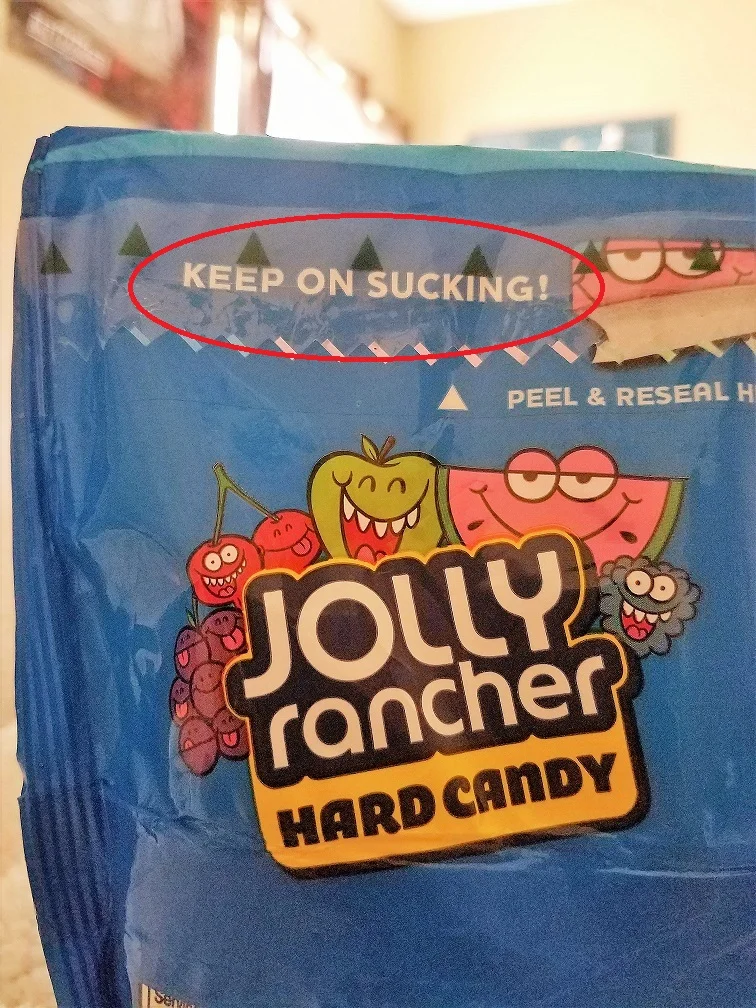 KEEP ON SUCKING!
PEEL & RESEAL H
JOLLY
rancher
HARD CANDY